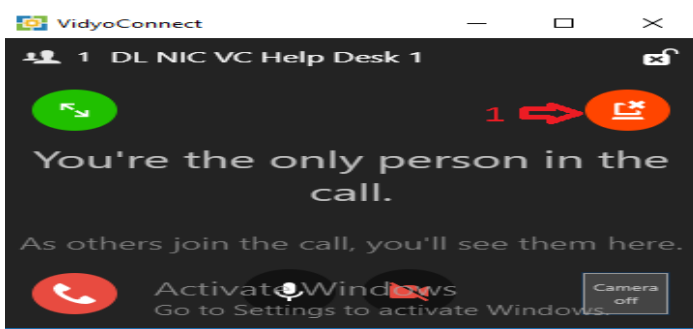 VidyoConnect
1 DL NIC VC Help Desk 1
1
You're the only person in the
call.
As others join the call, you'll see them here.
Activate Windows
Go to Settings to activate Windows.
Camera
off